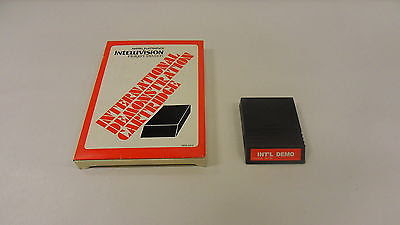 MATTEL ELECTRONICS
INTELLIVISION
INTERNATIONAL
DEMONSTRATION
CARTRIDGE
INT'L DEMO